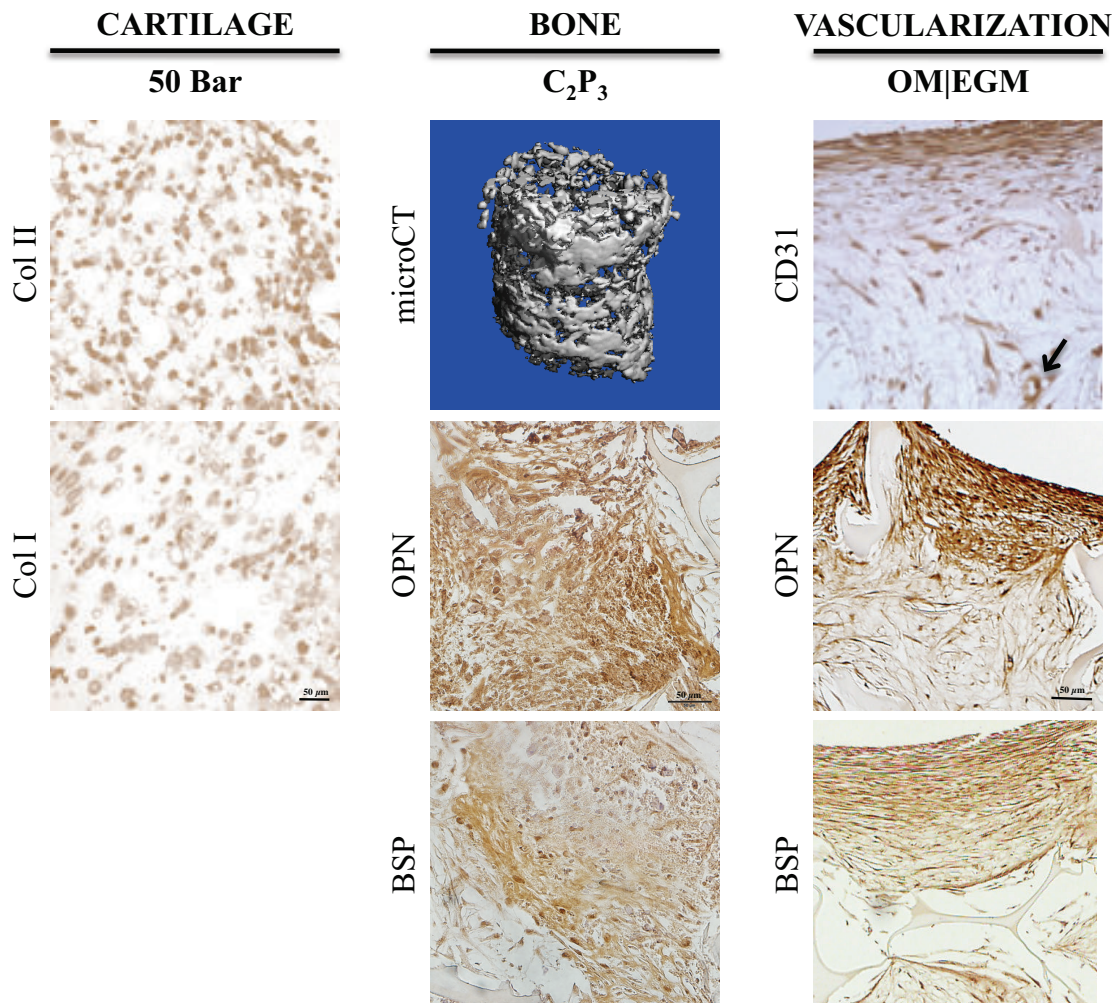 CARTILAGE
BONE
VASCULARIZATION
50 Bar
C₂P₃
OM|EGM
Col II
microCT
CD31
Col I
50 µm
OPN
50 µm
OPN
50 µm
BSP
BSP